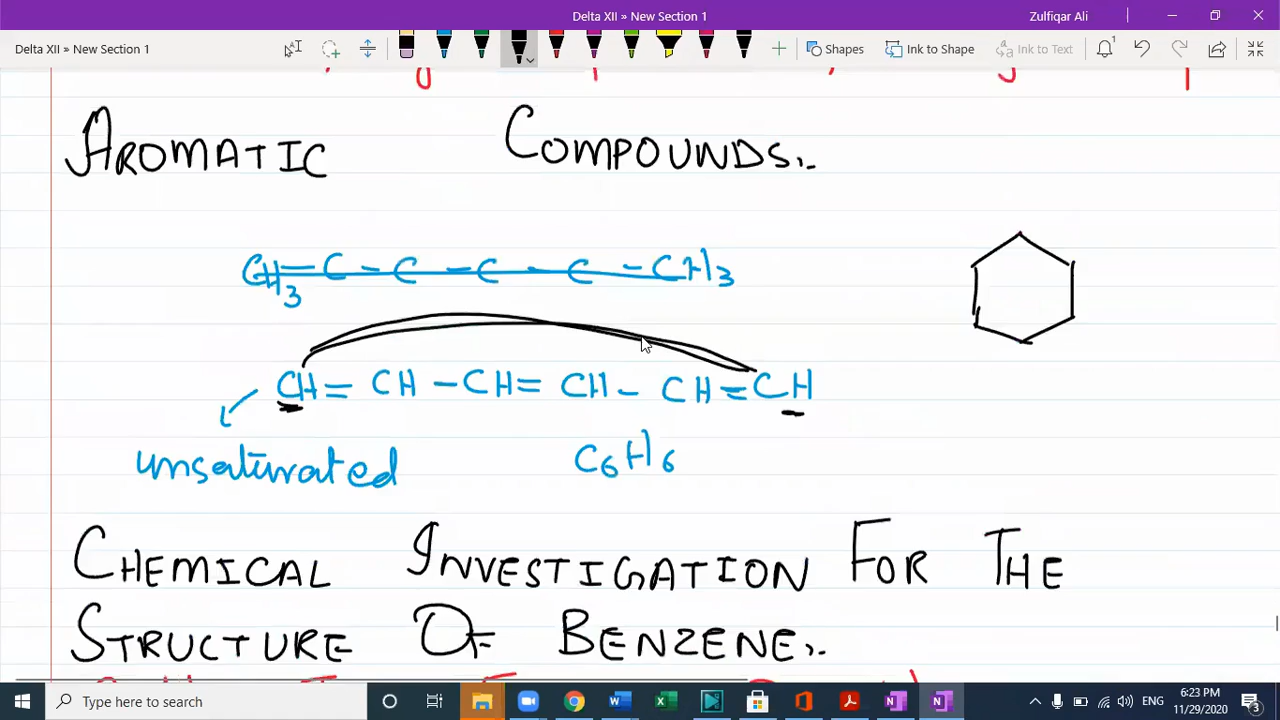 Delta XII » New Section 1
Zulfiqar Ali
Delta XII » New Section 1
Shapes
Ink to Shape
Ink to Text
AROMATIC COMPOUNDS:-
CH3 = C - C - C - C - CH3
CH = CH - CH = CH - CH = CH
unsaturated
C6H6
CHEMICAL INVESTIGATION FOR THE
STRUCTURE OF BENZENE:-
Type here to search
ENG
6:23 PM
11/29/2020
3